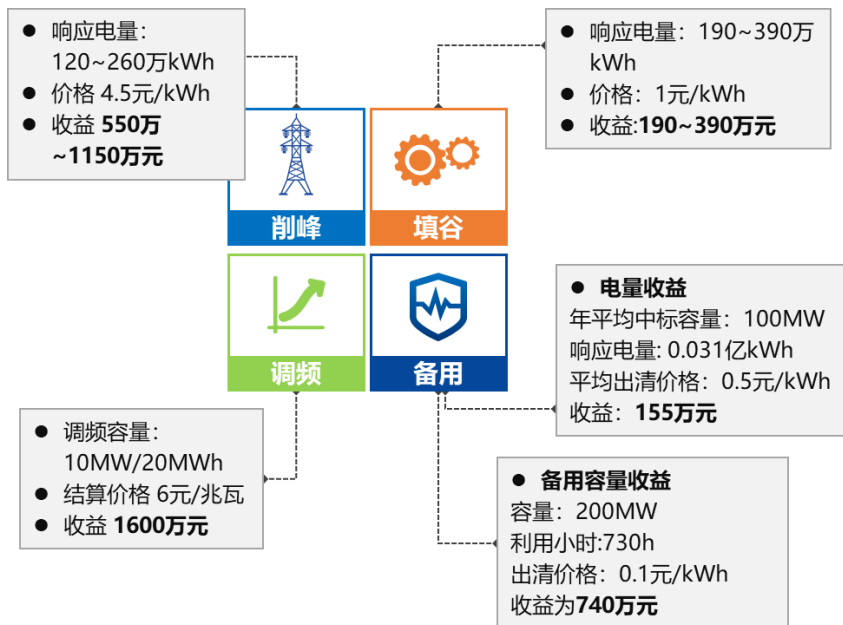 ● 响应电量：
120~260万kWh
● 价格 4.5元/kWh
● 收益 550万
~1150万元
● 响应电量：190~390万
kWh
● 价格：1元/kWh
● 收益:190~390万元
削峰
填谷
调频
备用
● 电量收益
年平均中标容量：100MW
响应电量: 0.031亿kWh
平均出清价格：0.5元/kWh
收益：155万元
● 调频容量：
10MW/20MWh
● 结算价格 6元/兆瓦
● 收益 1600万元
● 备用容量收益
容量：200MW
利用小时:730h
出清价格：0.1元/kWh
收益为740万元